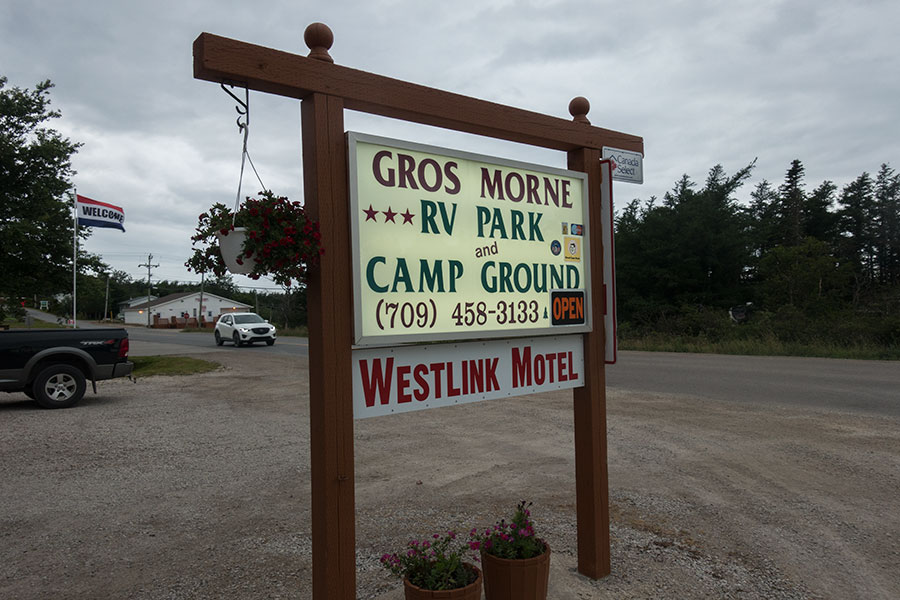 Canada
Select
GROS MORNE
★★★RV PARK
and
CAMP GROUND
(709) 458-3133
OPEN
WESTLINK MOTEL
WELCOME